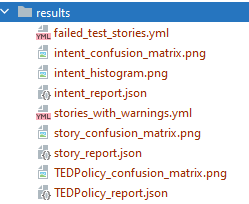 results
failed_test_stories.yml
intent_confusion_matrix.png
intent_histogram.png
intent_report.json
stories_with_warnings.yml
story_confusion_matrix.png
story_report.json
TEDPolicy_confusion_matrix.png
TEDPolicy_report.json